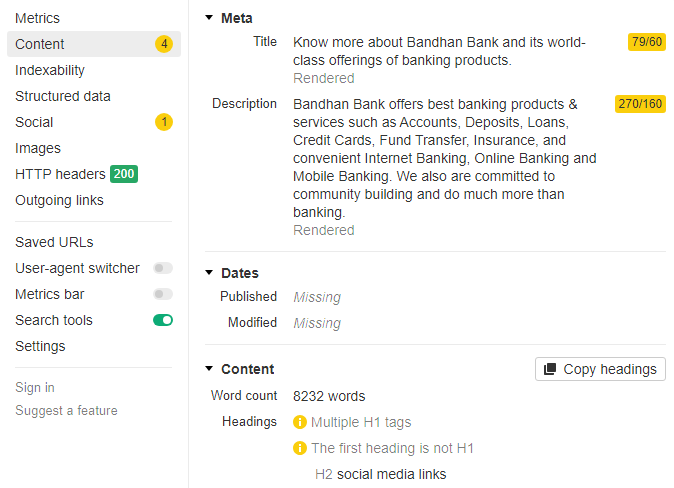 Metrics
Content 4
Indexability
Structured data
Social 1
Images
HTTP headers 200
Outgoing links
Saved URLs
User-agent switcher
Metrics bar
Search tools
Settings
Sign in
Suggest a feature
Meta
Title Know more about Bandhan Bank and its world- 79/60
class offerings of banking products.
Rendered
Description Bandhan Bank offers best banking products & 270/160
services such as Accounts, Deposits, Loans,
Credit Cards, Fund Transfer, Insurance, and
convenient Internet Banking, Online Banking and
Mobile Banking. We also are committed to
community building and do much more than
banking.
Rendered
Dates
Published Missing
Modified Missing
Content Copy headings
Word count 8232 words
Headings Multiple H1 tags
The first heading is not H1
H2 social media links